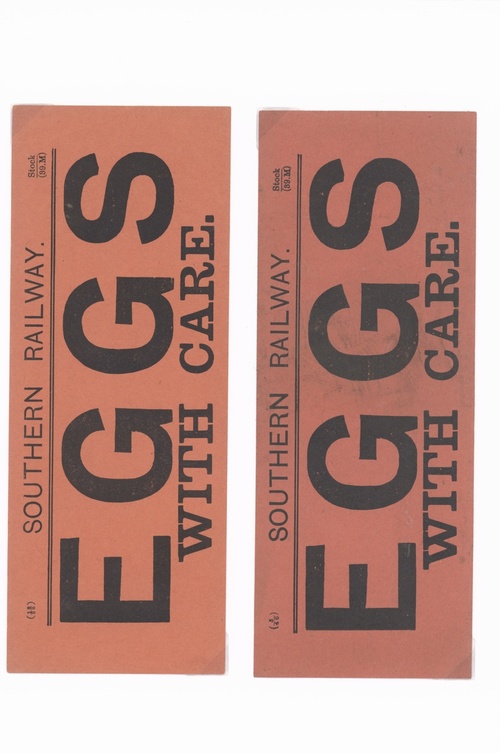 SOUTHERN RAILWAY.
Stock
(39.M)
EGGS
WITH CARE.
SOUTHERN RAILWAY.
Stock
(39.M)
EGGS
WITH CARE.